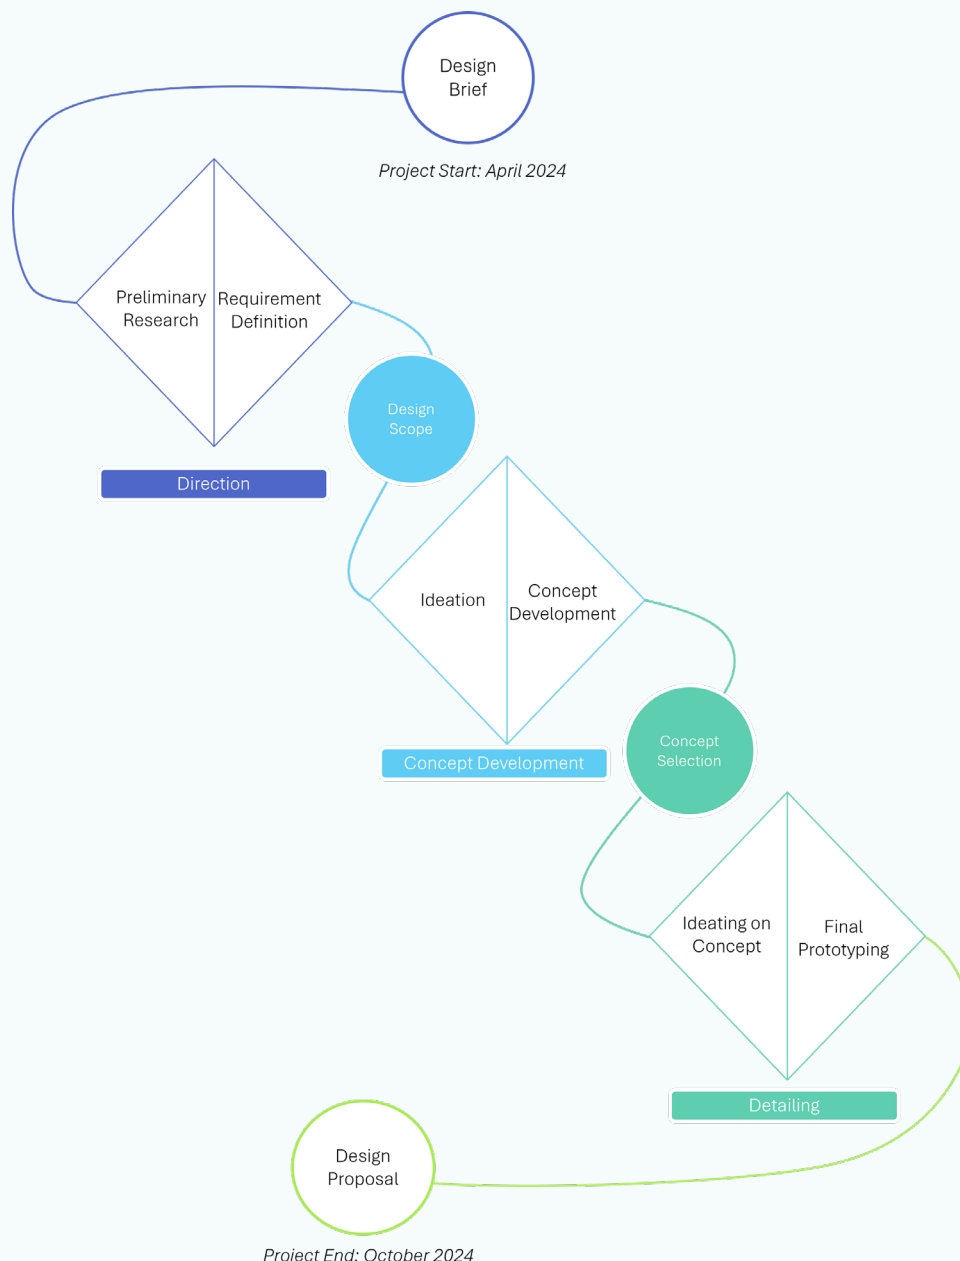 Design
Brief
Project Start: April 2024
Preliminary
Research
Requirement
Definition
Design
Scope
Direction
Ideation
Concept
Development
Concept Development
Concept
Selection
Ideating on
Concept
Final
Prototyping
Detailing
Design
Proposal
Project End: October 2024